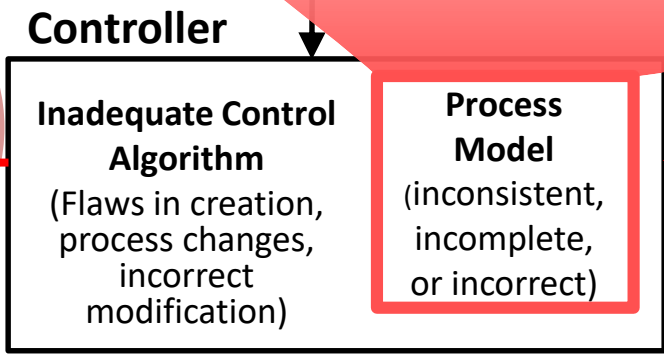 Controller
Inadequate Control
Algorithm
(Flaws in creation,
process changes,
incorrect
modification)
Process
Model
(inconsistent,
incomplete,
or incorrect)